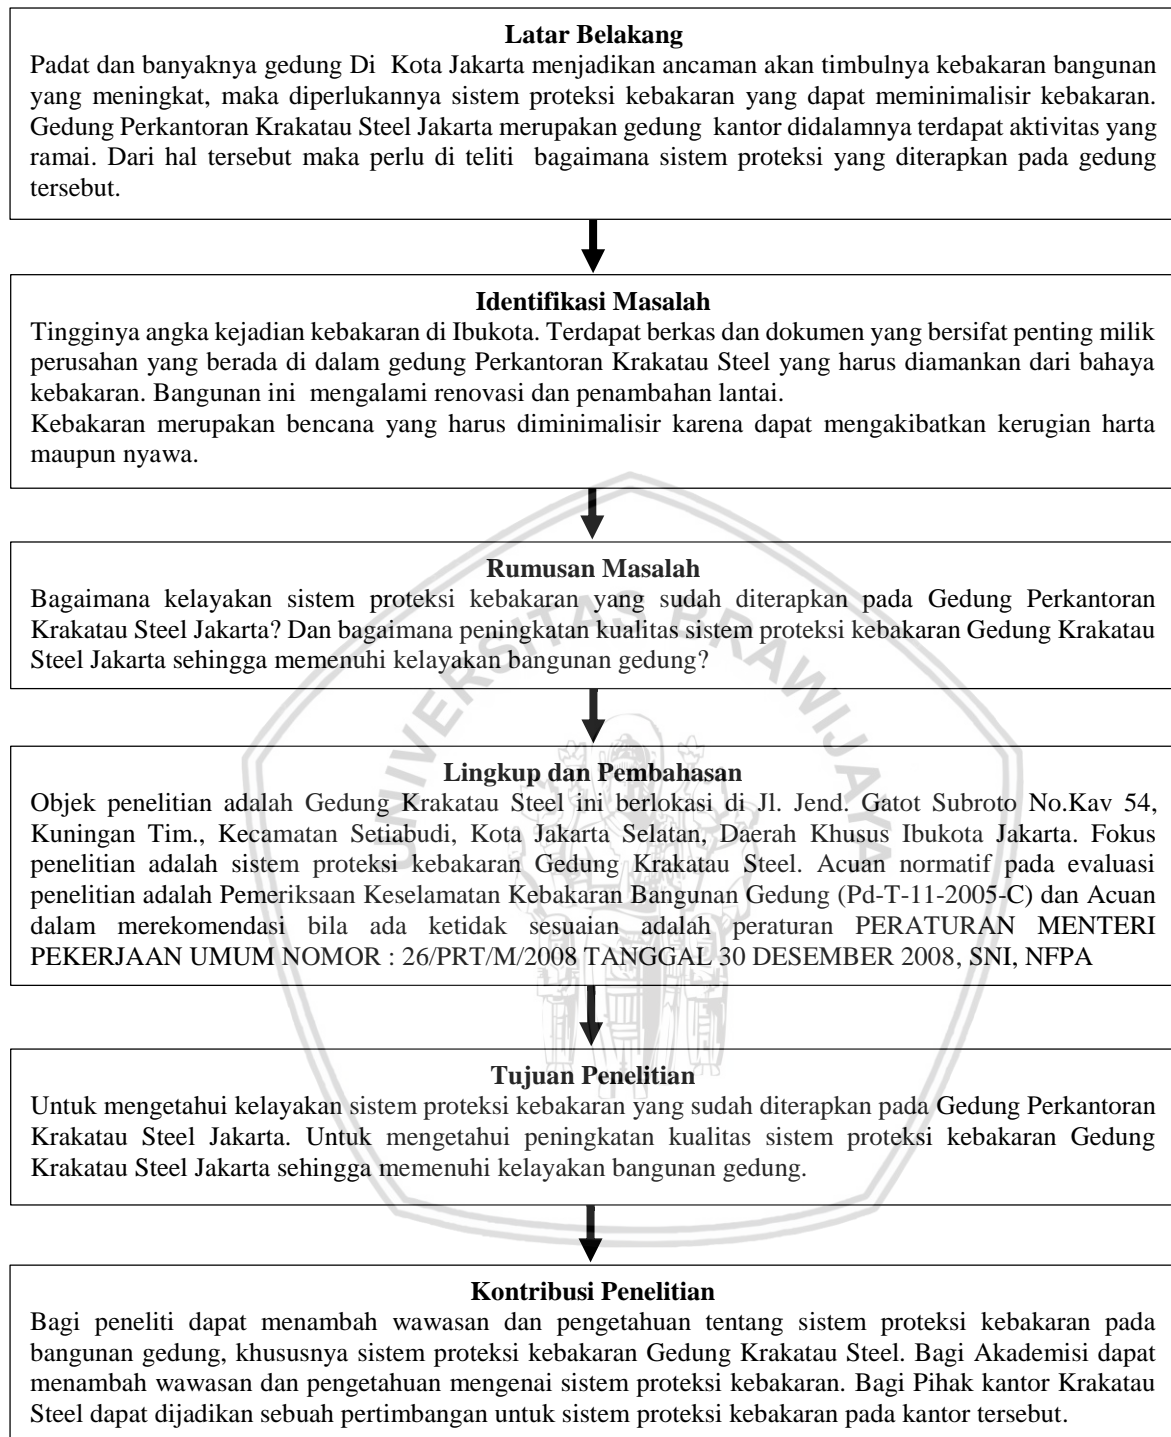 Latar Belakang
Padat dan banyaknya gedung Di Kota Jakarta menjadikan ancaman akan timbulnya kebakaran bangunan
yang meningkat, maka diperlukannya sistem proteksi kebakaran yang dapat meminimalisir kebakaran.
Gedung Perkantoran Krakatau Steel Jakarta merupakan gedung kantor didalamnya terdapat aktivitas yang
ramai. Dari hal tersebut maka perlu di teliti bagaimana sistem proteksi yang diterapkan pada gedung
tersebut.
Identifikasi Masalah
Tingginya angka kejadian kebakaran di Ibukota. Terdapat berkas dan dokumen yang bersifat penting milik
perusahan yang berada di dalam gedung Perkantoran Krakatau Steel yang harus diamankan dari bahaya
kebakaran. Bangunan ini mengalami renovasi dan penambahan lantai.
Kebakaran merupakan bencana yang harus diminimalisir karena dapat mengakibatkan kerugian harta
maupun nyawa.
Rumusan Masalah
Bagaimana kelayakan sistem proteksi kebakaran yang sudah diterapkan pada Gedung Perkantoran
Krakatau Steel Jakarta? Dan bagaimana peningkatan kualitas sistem proteksi kebakaran Gedung Krakatau
Steel Jakarta sehingga memenuhi kelayakan bangunan gedung?
UNIVERSITAS BRAWIJAYA
Lingkup dan Pembahasan
Objek penelitian adalah Gedung Krakatau Steel ini berlokasi di Jl. Jend. Gatot Subroto No.Kav 54,
Kuningan Tim., Kecamatan Setiabudi, Kota Jakarta Selatan, Daerah Khusus Ibukota Jakarta. Fokus
penelitian adalah sistem proteksi kebakaran Gedung Krakatau Steel. Acuan normatif pada evaluasi
penelitian adalah Pemeriksaan Keselamatan Kebakaran Bangunan Gedung (Pd-T-11-2005-C) dan Acuan
dalam merekomendasi bila ada ketidak sesuaian adalah peraturan PERATURAN MENTERI
PEKERJAAN UMUM NOMOR : 26/PRT/M/2008 TANGGAL 30 DESEMBER 2008, SNI, NFPA
Tujuan Penelitian
Untuk mengetahui kelayakan sistem proteksi kebakaran yang sudah diterapkan pada Gedung Perkantoran
Krakatau Steel Jakarta. Untuk mengetahui peningkatan kualitas sistem proteksi kebakaran Gedung
Krakatau Steel Jakarta sehingga memenuhi kelayakan bangunan gedung.
Kontribusi Penelitian
Bagi peneliti dapat menambah wawasan dan pengetahuan tentang sistem proteksi kebakaran pada
bangunan gedung, khususnya sistem proteksi kebakaran Gedung Krakatau Steel. Bagi Akademisi dapat
menambah wawasan dan pengetahuan mengenai sistem proteksi kebakaran. Bagi Pihak kantor Krakatau
Steel dapat dijadikan sebuah pertimbangan untuk sistem proteksi kebakaran pada kantor tersebut.